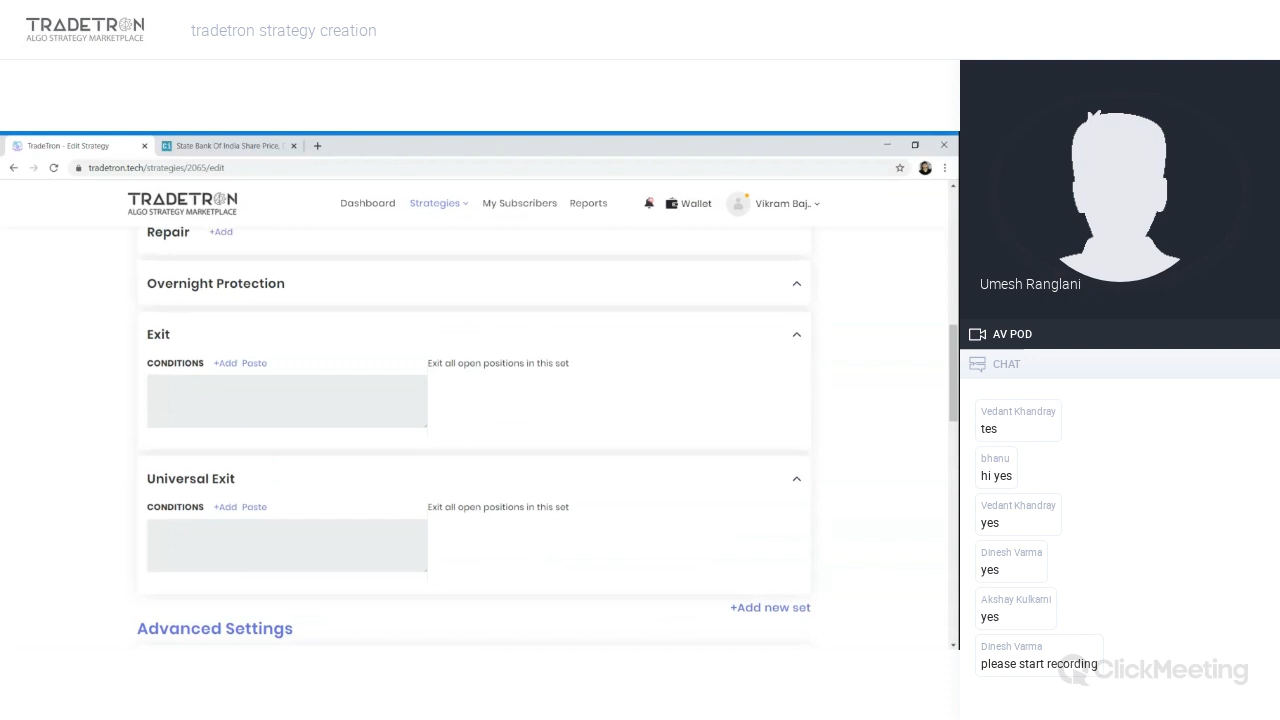 TRADETRON
ALGO STRATEGY MARKETPLACE
tradetron strategy creation
TradeTron - Edit Strategy
State Bank Of India Share Price,
tradetron.tech/strategies/2065/edit
TRADETRON
ALGO STRATEGY MARKETPLACE
Dashboard Strategies My Subscribers Reports Wallet Vikram Baj..
Repair +Add
Overnight Protection
Exit
CONDITIONS +Add Paste Exit all open positions in this set
Universal Exit
CONDITIONS +Add Paste Exit all open positions in this set
+Add new set
Advanced Settings
Umesh Ranglani
AV POD
CHAT
Vedant Khandray
tes
bhanu
hi yes
Vedant Khandray
yes
Dinesh Varma
yes
Akshay Kulkarni
yes
Dinesh Varma
please start recording
ClickMeeting